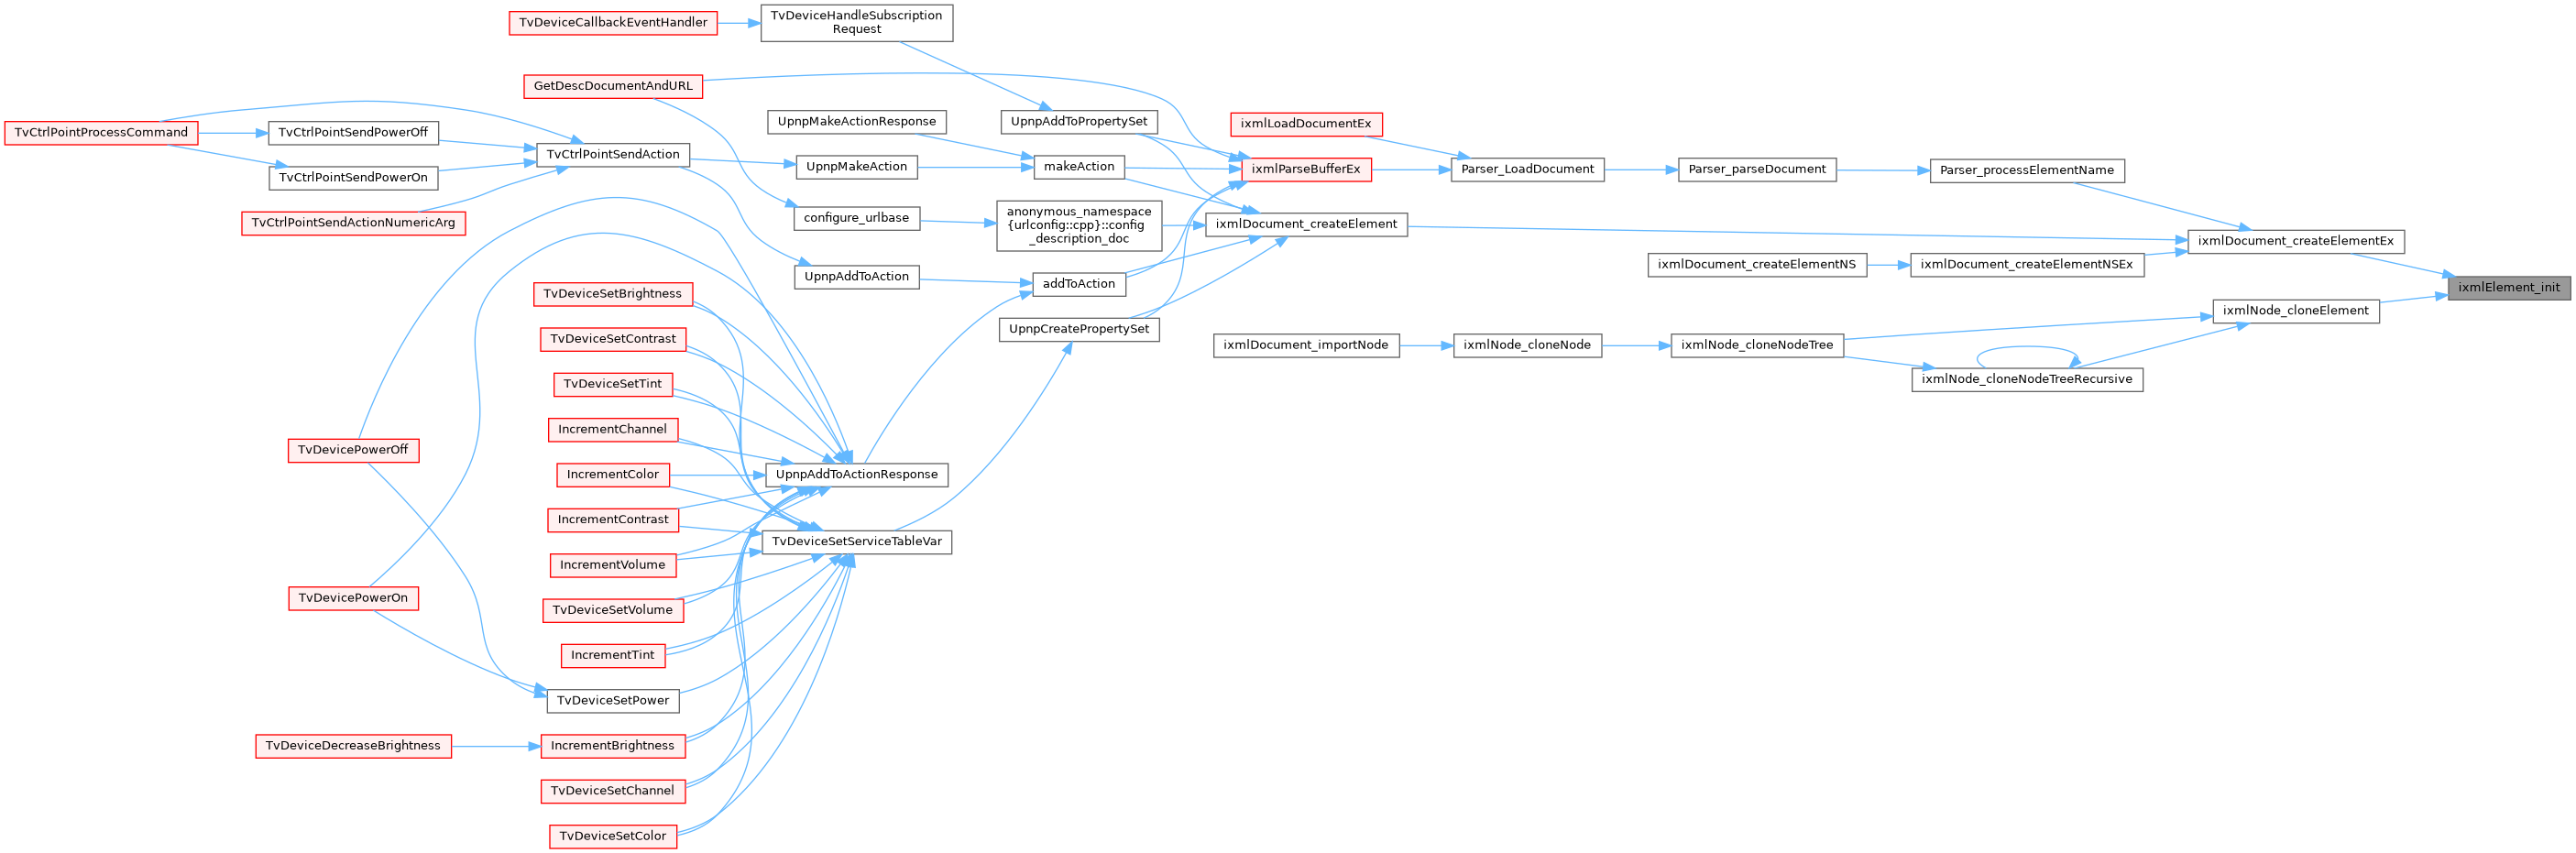 TvDeviceCallbackEventHandler
TvDeviceHandleSubscription
Request
GetDescDocumentAndURL
TvCtrlPointProcessCommand
TvCtrlPointSendPowerOff
TvCtrlPointSendPowerOn
TvCtrlPointSendActionNumericArg
TvCtrlPointSendAction
UpnpMakeActionResponse
UpnpMakeAction
configure_urlbase
UpnpAddToAction
UpnpAddToPropertySet
makeAction
anonymous_namespace
{urlconfig::cpp}::config
_description_doc
addToAction
UpnpCreatePropertySet
ixmlLoadDocumentEx
ixmlParseBufferEx
ixmlDocument_createElement
Parser_LoadDocument
Parser_parseDocument
Parser_processElementName
ixmlDocument_createElementEx
ixmlDocument_createElementNS
ixmlDocument_createElementNSEx
ixmlElement_init
ixmlNode_cloneElement
ixmlDocument_importNode
ixmlNode_cloneNode
ixmlNode_cloneNodeTree
ixmlNode_cloneNodeTreeRecursive
TvDeviceSetBrightness
TvDeviceSetContrast
TvDeviceSetTint
IncrementChannel
TvDevicePowerOff
IncrementColor
UpnpAddToActionResponse
IncrementContrast
TvDeviceSetServiceTableVar
IncrementVolume
TvDevicePowerOn
TvDeviceSetVolume
IncrementTint
TvDeviceSetPower
TvDeviceDecreaseBrightness
IncrementBrightness
TvDeviceSetChannel
TvDeviceSetColor